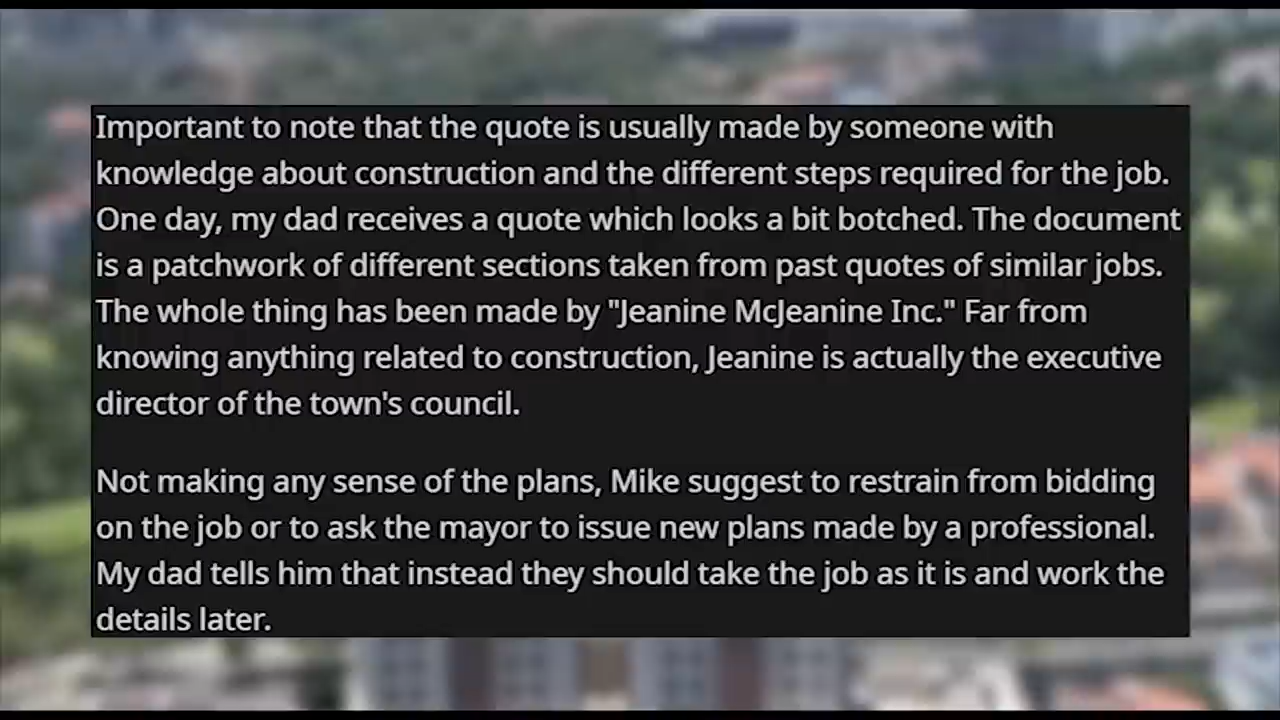 Important to note that the quote is usually made by someone with
knowledge about construction and the different steps required for the job.
One day, my dad receives a quote which looks a bit botched. The document
is a patchwork of different sections taken from past quotes of similar jobs.
The whole thing has been made by "Jeanine McJeanine Inc." Far from
knowing anything related to construction, Jeanine is actually the executive
director of the town's council.
Not making any sense of the plans, Mike suggest to restrain from bidding
on the job or to ask the mayor to issue new plans made by a professional.
My dad tells him that instead they should take the job as it is and work the
details later.